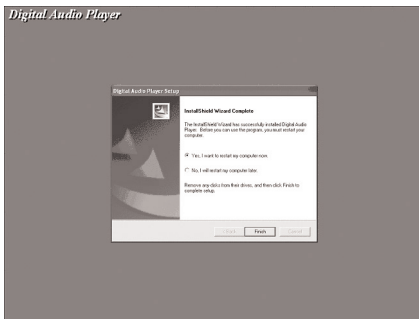 Digital Audio Player
Digital Audio Player Setup
InstallShield Wizard Complete
The InstallShield Wizard has successfully installed Digital Audio
Player. Before you can use the program, you must restart your
computer.
Yes, I want to restart my computer now.
No, I will restart my computer later.
Remove any disks from their drives, and then click Finish to
complete setup.
< Back
Finish
Cancel